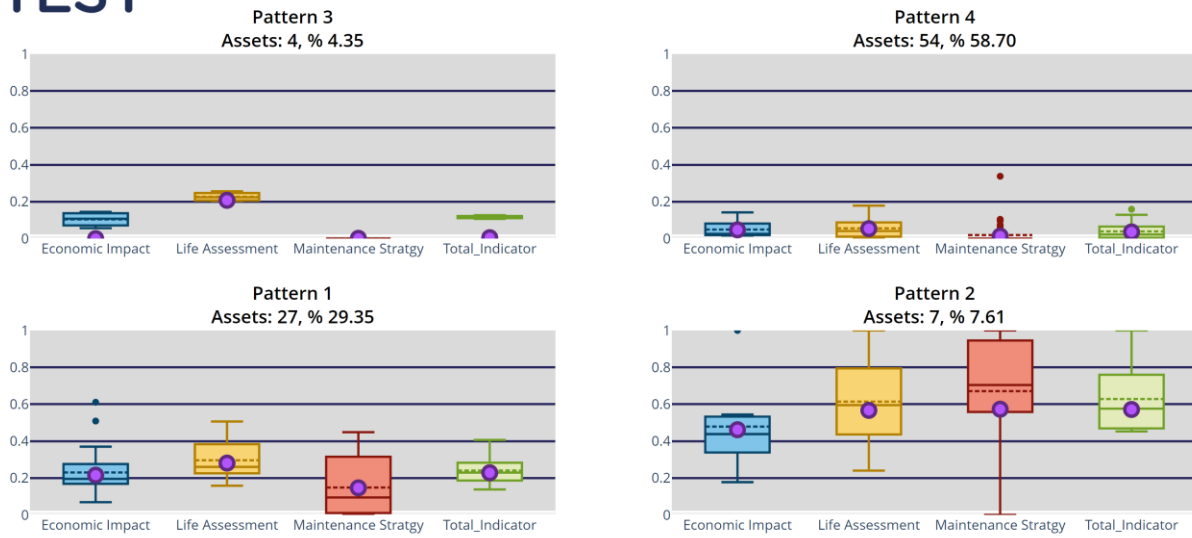 TEST
Pattern 3
Assets: 4, % 4.35
1
0.8
0.6
0.4
0.2
0
Economic Impact Life Assessment Maintenance Stratgy Total_Indicator
Pattern 4
Assets: 54, % 58.70
1
0.8
0.6
0.4
0.2
0
Economic Impact Life Assessment Maintenance Stratgy Total_Indicator
Pattern 1
Assets: 27, % 29.35
1
0.8
0.6
0.4
0.2
0
Economic Impact Life Assessment Maintenance Stratgy Total_Indicator
Pattern 2
Assets: 7, % 7.61
1
0.8
0.6
0.4
0.2
0
Economic Impact Life Assessment Maintenance Stratgy Total_Indicator